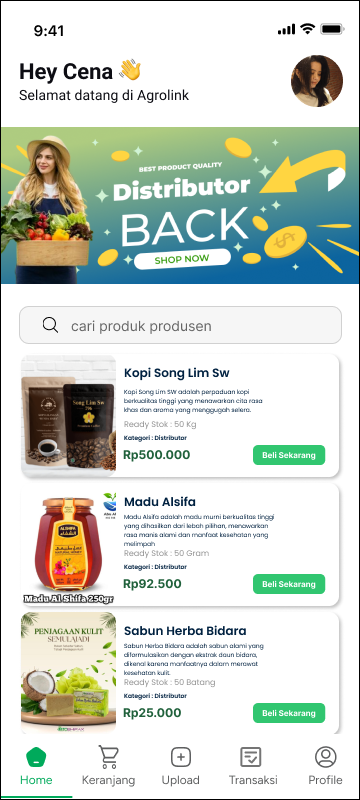 9:41
Hey Cena 👋
Selamat datang di Agrolink
BEST PRODUCT QUALITY
Distributor
BACK
SHOP NOW
cari produk produsen
Song Lim Sw
Kopi Song Lim Sw
Kopi Song Lim SW adalah perpaduan kopi
berkualitas tinggi yang menawarkan cita rasa
khas dan aroma yang menggugah selera.
Ready Stok : 50 Kg
Kategori : Distributor
Rp500.000
Beli Sekarang
ALSHIFA
الشفاء
Madu Al Shifa 250gr
Madu Alsifa
Madu Alsifa adalah madu murni berkualitas tinggi
yang dihasilkan dari lebah pilihan, menawarkan
rasa manis alami dan manfaat kesehatan yang
melimpah
Ready Stok : 50 Gram
Kategori : Distributor
Rp92.500
Beli Sekarang
PENJAGAAN KULIT
SEMULAJADI
Sabun Herba Bidara
Sabun Herba Bidara adalah sabun alami yang
diformulasikan dengan ekstrak daun bidara,
dikenal karena manfaatnya dalam merawat
kesehatan kulit.
Ready Stok : 50 Batang
Kategori : Distributor
Rp25.000
Beli Sekarang
Home
Keranjang
Upload
Transaksi
Profile